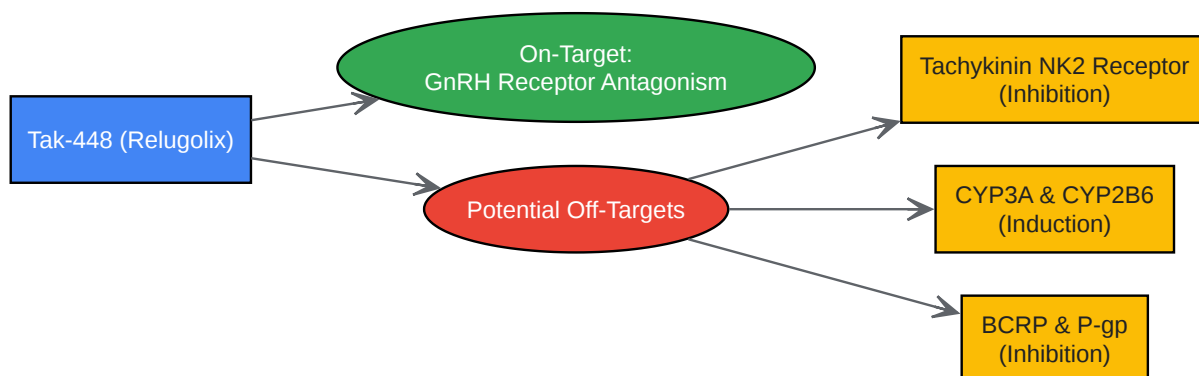 Tak-448 (Relugolix)
On-Target:
GnRH Receptor Antagonism
Potential Off-Targets
Tachykinin NK2 Receptor
(Inhibition)
CYP3A & CYP2B6
(Induction)
BCRP & P-gp
(Inhibition)